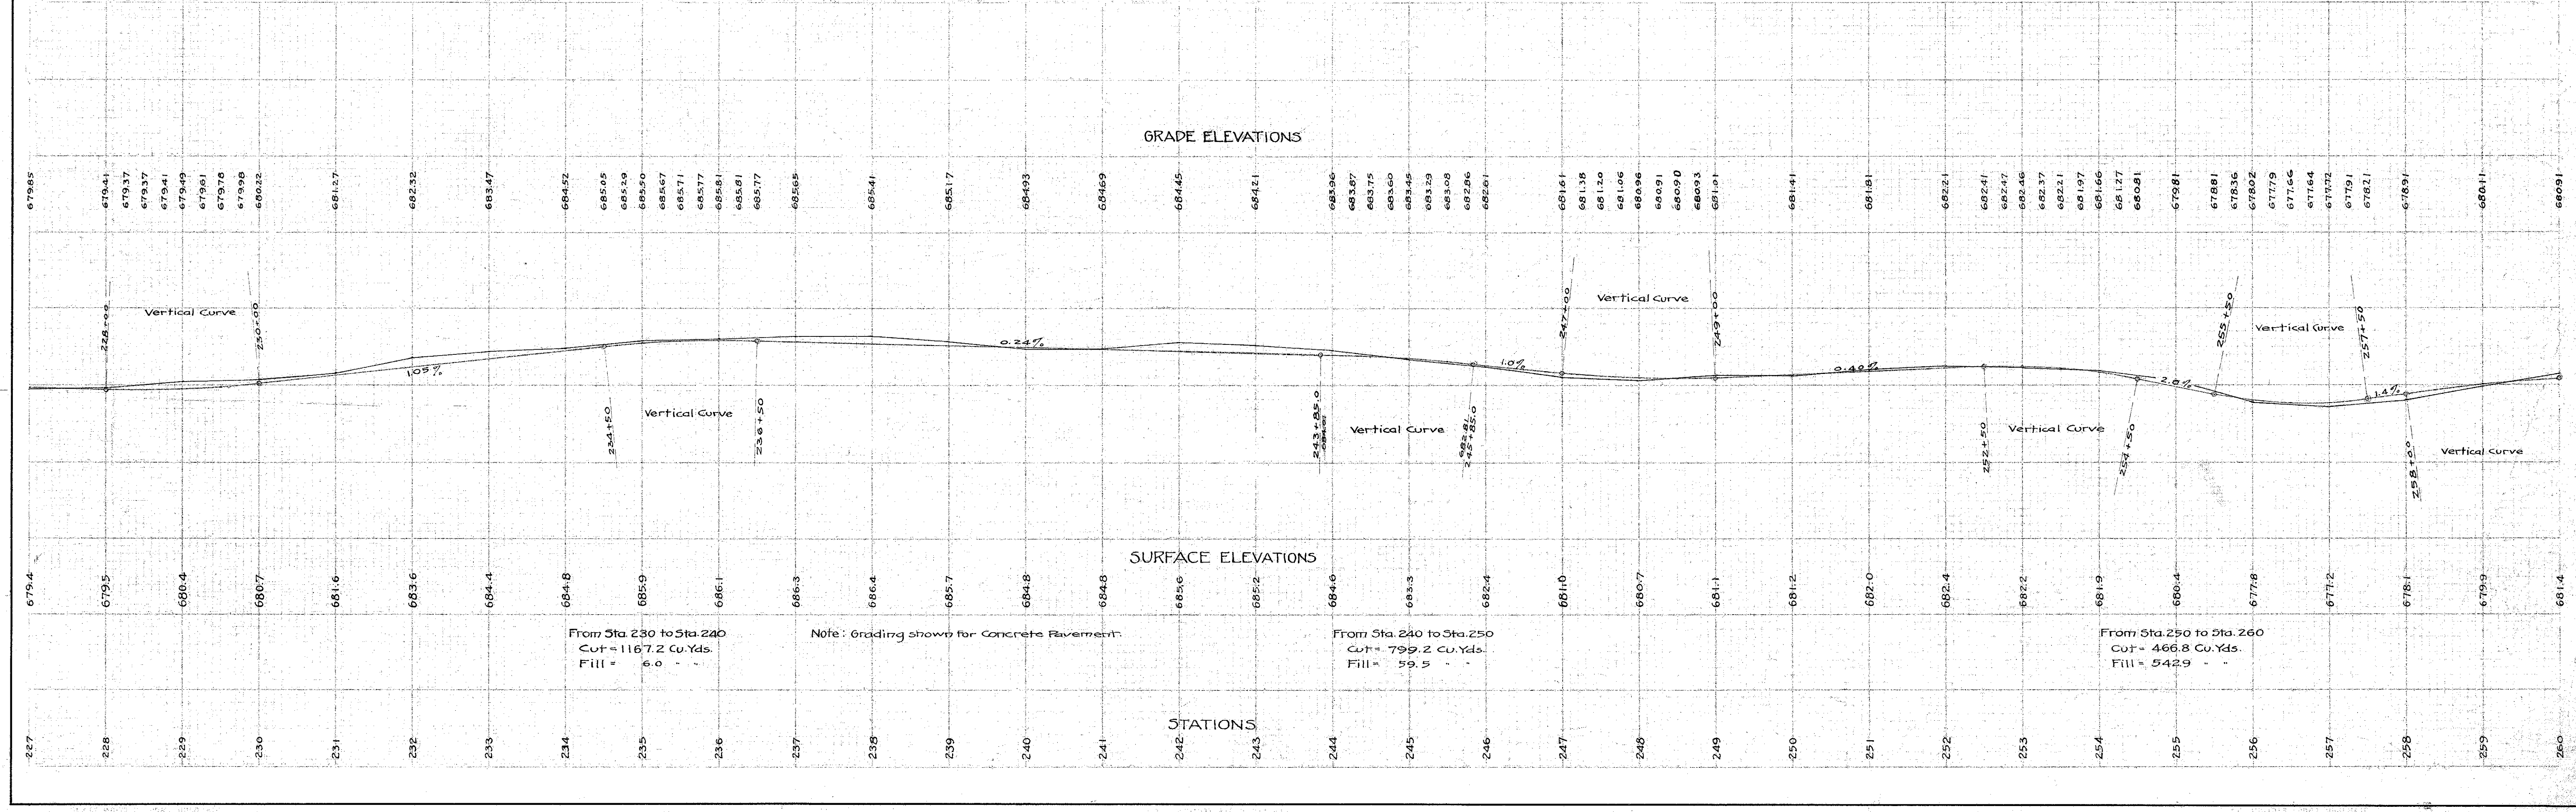 GRADE ELEVATIONS
679.85 679.41 679.37 679.37 679.41 679.49 679.61 679.78 679.98 680.22 681.27 682.32 683.47 684.52 685.05 685.29 685.50 685.67 685.71 685.77 685.81 685.81 685.77 685.65 685.41 685.17 684.93 684.69 684.45 684.21 683.96 683.87 683.75 683.60 683.45 683.29 683.08 682.86 682.61 681.61 681.38 681.20 681.06 680.96 680.91 680.90 680.93 681.01 681.41 681.81 682.21 682.41 682.47 682.46 682.37 682.21 681.97 681.66 681.27 680.81 679.81 678.81 678.36 678.02 677.79 677.66 677.64 677.72 677.91 678.21 678.91 680.11 680.91
228+00
Vertical Curve
230+00
1.05%
234+50
Vertical Curve
236+50
0.24%
243+85.0
Vertical Curve
682.81
245+85.0
1.0%
247+00
Vertical Curve
249+00
0.40%
252+50
Vertical Curve
254+50
2.0%
255+50
Vertical Curve
257+50
1.4%
258+00
Vertical Curve
SURFACE ELEVATIONS
679.4 679.5 680.4 680.7 681.6 683.6 684.4 684.8 685.9 686.1 686.3 686.4 685.7 684.8 684.8 685.6 685.2 684.6 683.3 682.4 681.0 680.7 681.1 681.2 682.0 682.4 682.2 681.9 680.4 677.8 677.2 678.1 679.9 681.4
From Sta. 230 to Sta. 240
Cut = 1167.2 Cu. Yds.
Fill = 6.0 " "
Note: Grading shown for Concrete Pavement.
From Sta. 240 to Sta. 250
Cut = 799.2 Cu. Yds.
Fill = 59.5 " "
From Sta. 250 to Sta. 260
Cut = 466.8 Cu. Yds.
Fill = 542.9 " "
STATIONS
227 228 229 230 231 232 233 234 235 236 237 238 239 240 241 242 243 244 245 246 247 248 249 250 251 252 253 254 255 256 257 258 259 260